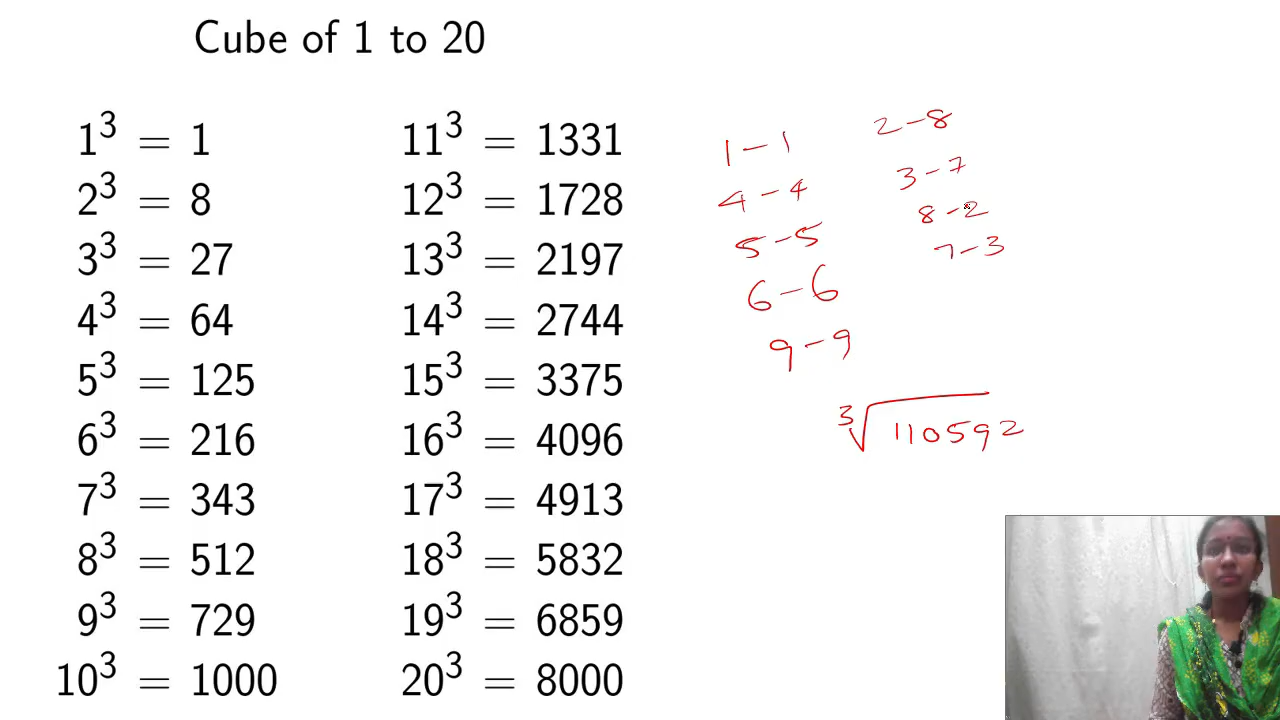 Cube of 1 to 20
1³ = 1
2³ = 8
3³ = 27
4³ = 64
5³ = 125
6³ = 216
7³ = 343
8³ = 512
9³ = 729
10³ = 1000
11³ = 1331
12³ = 1728
13³ = 2197
14³ = 2744
15³ = 3375
16³ = 4096
17³ = 4913
18³ = 5832
19³ = 6859
20³ = 8000
1 - 1
4 - 4
5 - 5
6 - 6
9 - 9
2 - 8
3 - 7
8 - 2
7 - 3
∛110592